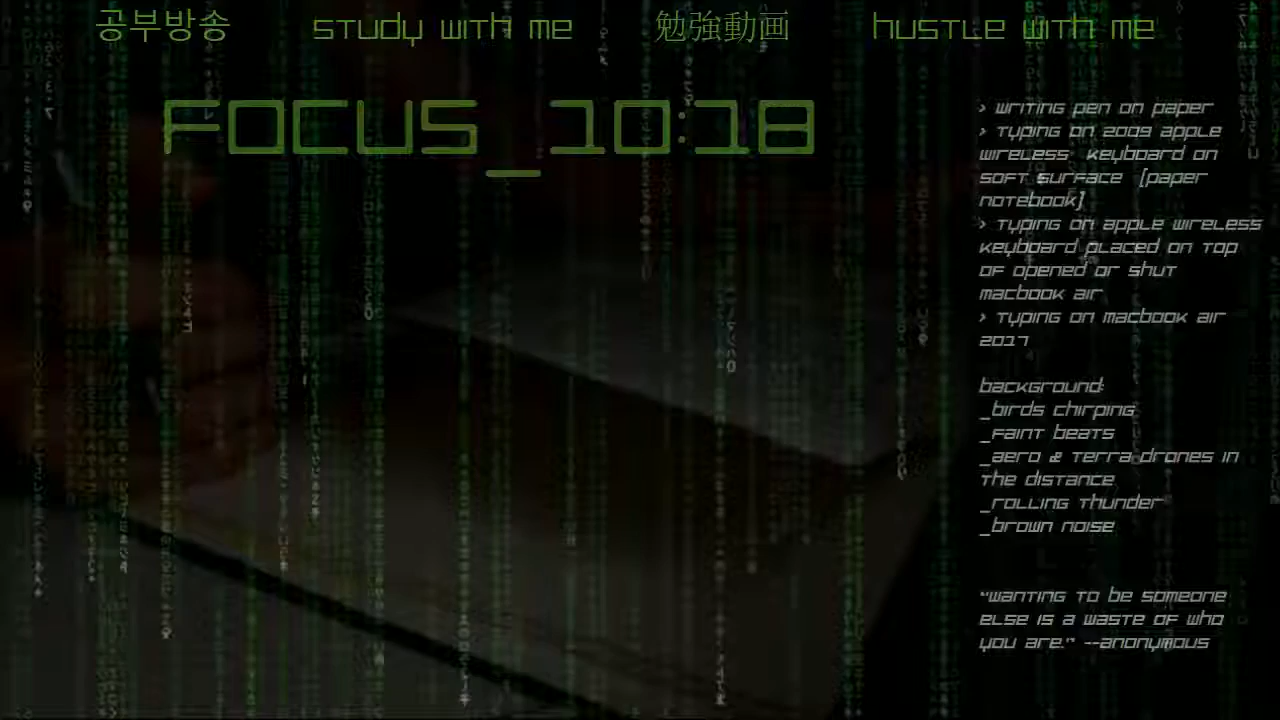 공부방송 study with me 勉強動画 hustle with me
FOCUS_10:18
> writing pen on paper
> typing on 2009 apple
wireless keyboard on
soft surface [paper
notebook]
> typing on apple wireless
keyboard placed on top
of opened or shut
macbook air
> typing on macbook air
2017
background:
_birds chirping
_faint beats
_aero & terra drones in
the distance
_rolling thunder
_brown noise
"wanting to be someone
else is a waste of who
you are." --anonymous